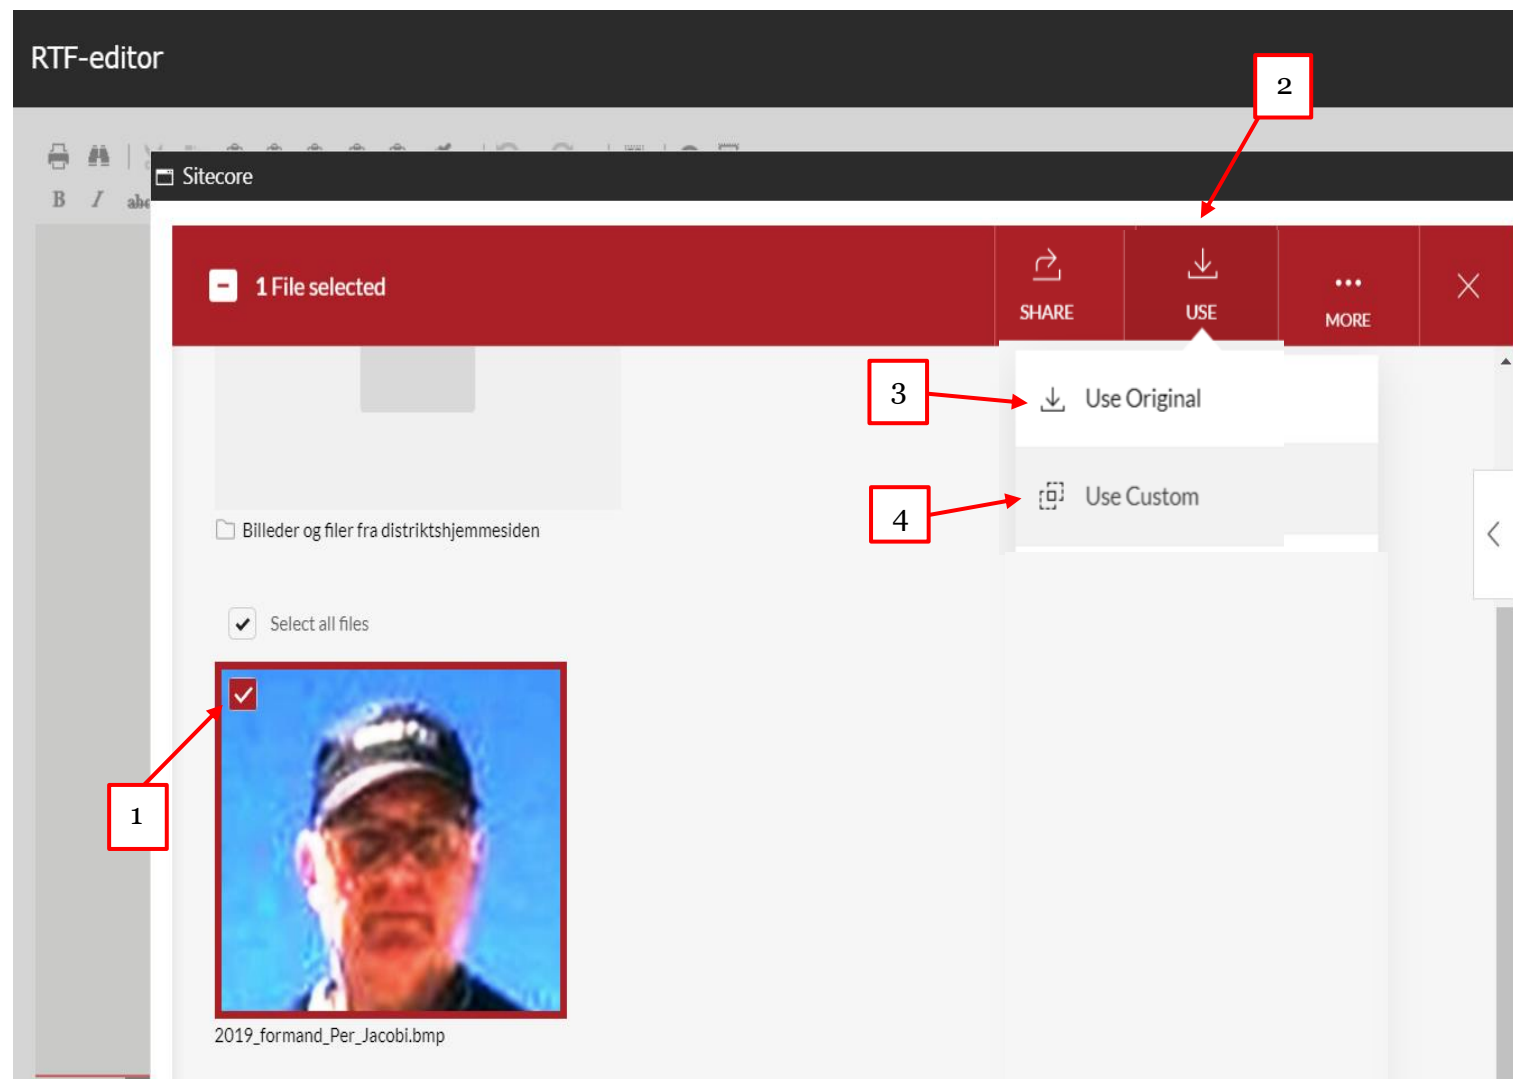 RTF-editor
2
B I abc
Sitecore
1 File selected
SHARE
USE
MORE
3
Use Original
4
Use Custom
Billeder og filer fra distriktshjemmesiden
Select all files
1
2019_formand_Per_Jacobi.bmp